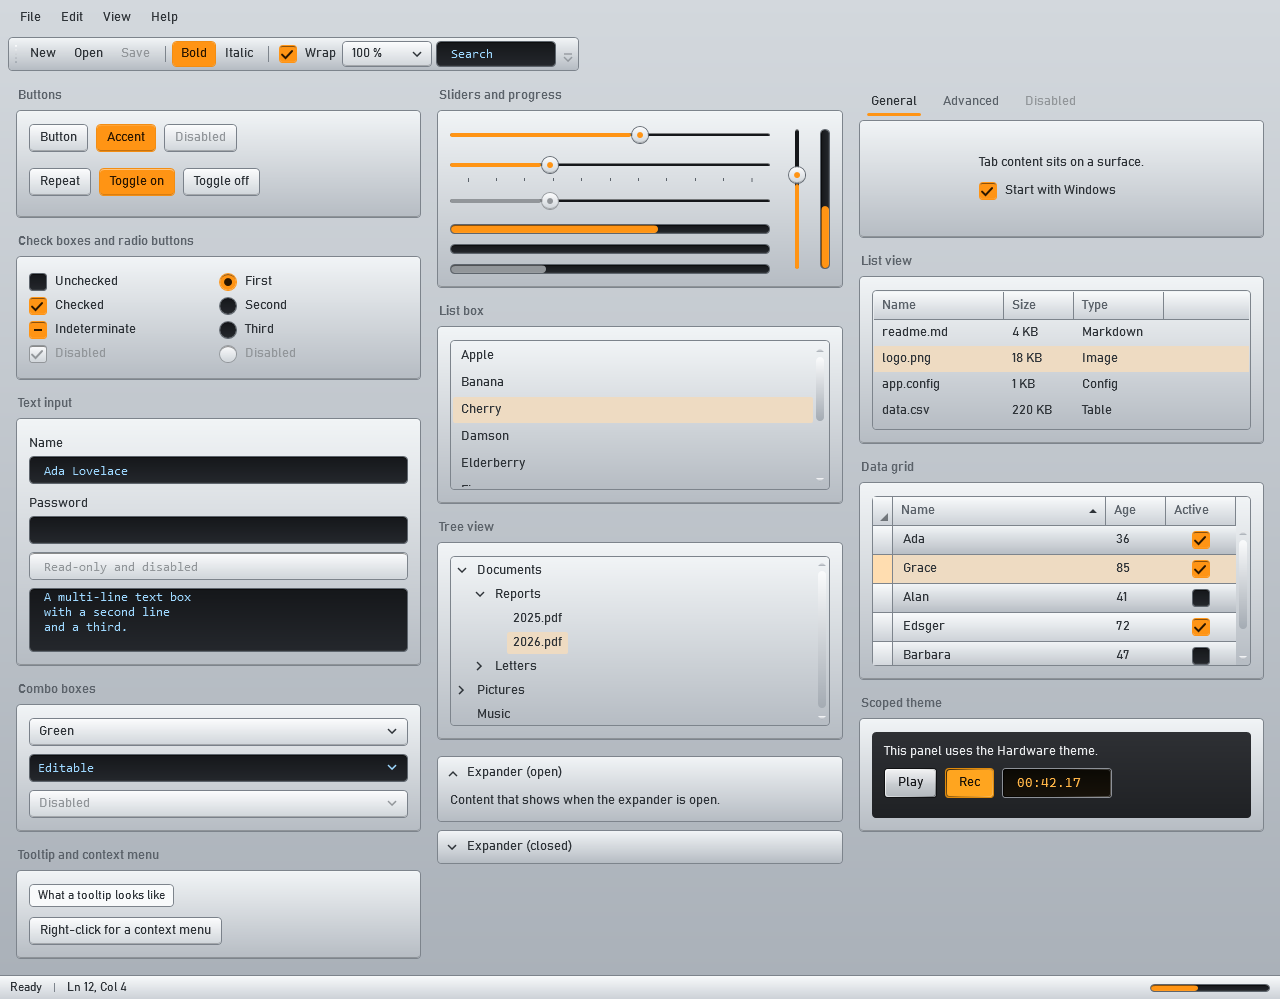 File Edit View Help
New Open Save Bold Italic Wrap 100 % Search
Buttons
Button Accent Disabled
Repeat Toggle on Toggle off
Check boxes and radio buttons
Unchecked First
Checked Second
Indeterminate Third
Disabled Disabled
Text input
Name
Ada Lovelace
Password
Read-only and disabled
A multi-line text box
with a second line
and a third.
Combo boxes
Green
Editable
Disabled
Tooltip and context menu
What a tooltip looks like
Right-click for a context menu
Sliders and progress
List box
Apple
Banana
Cherry
Damson
Elderberry
Tree view
Documents
Reports
2025.pdf
2026.pdf
Letters
Pictures
Music
Expander (open)
Content that shows when the expander is open.
Expander (closed)
General Advanced Disabled
Tab content sits on a surface.
Start with Windows
List view
Name Size Type
readme.md 4 KB Markdown
logo.png 18 KB Image
app.config 1 KB Config
data.csv 220 KB Table
Data grid
Name Age Active
Ada 36
Grace 85
Alan 41
Edsger 72
Barbara 47
Scoped theme
This panel uses the Hardware theme.
Play Rec 00:42.17
Ready Ln 12, Col 4